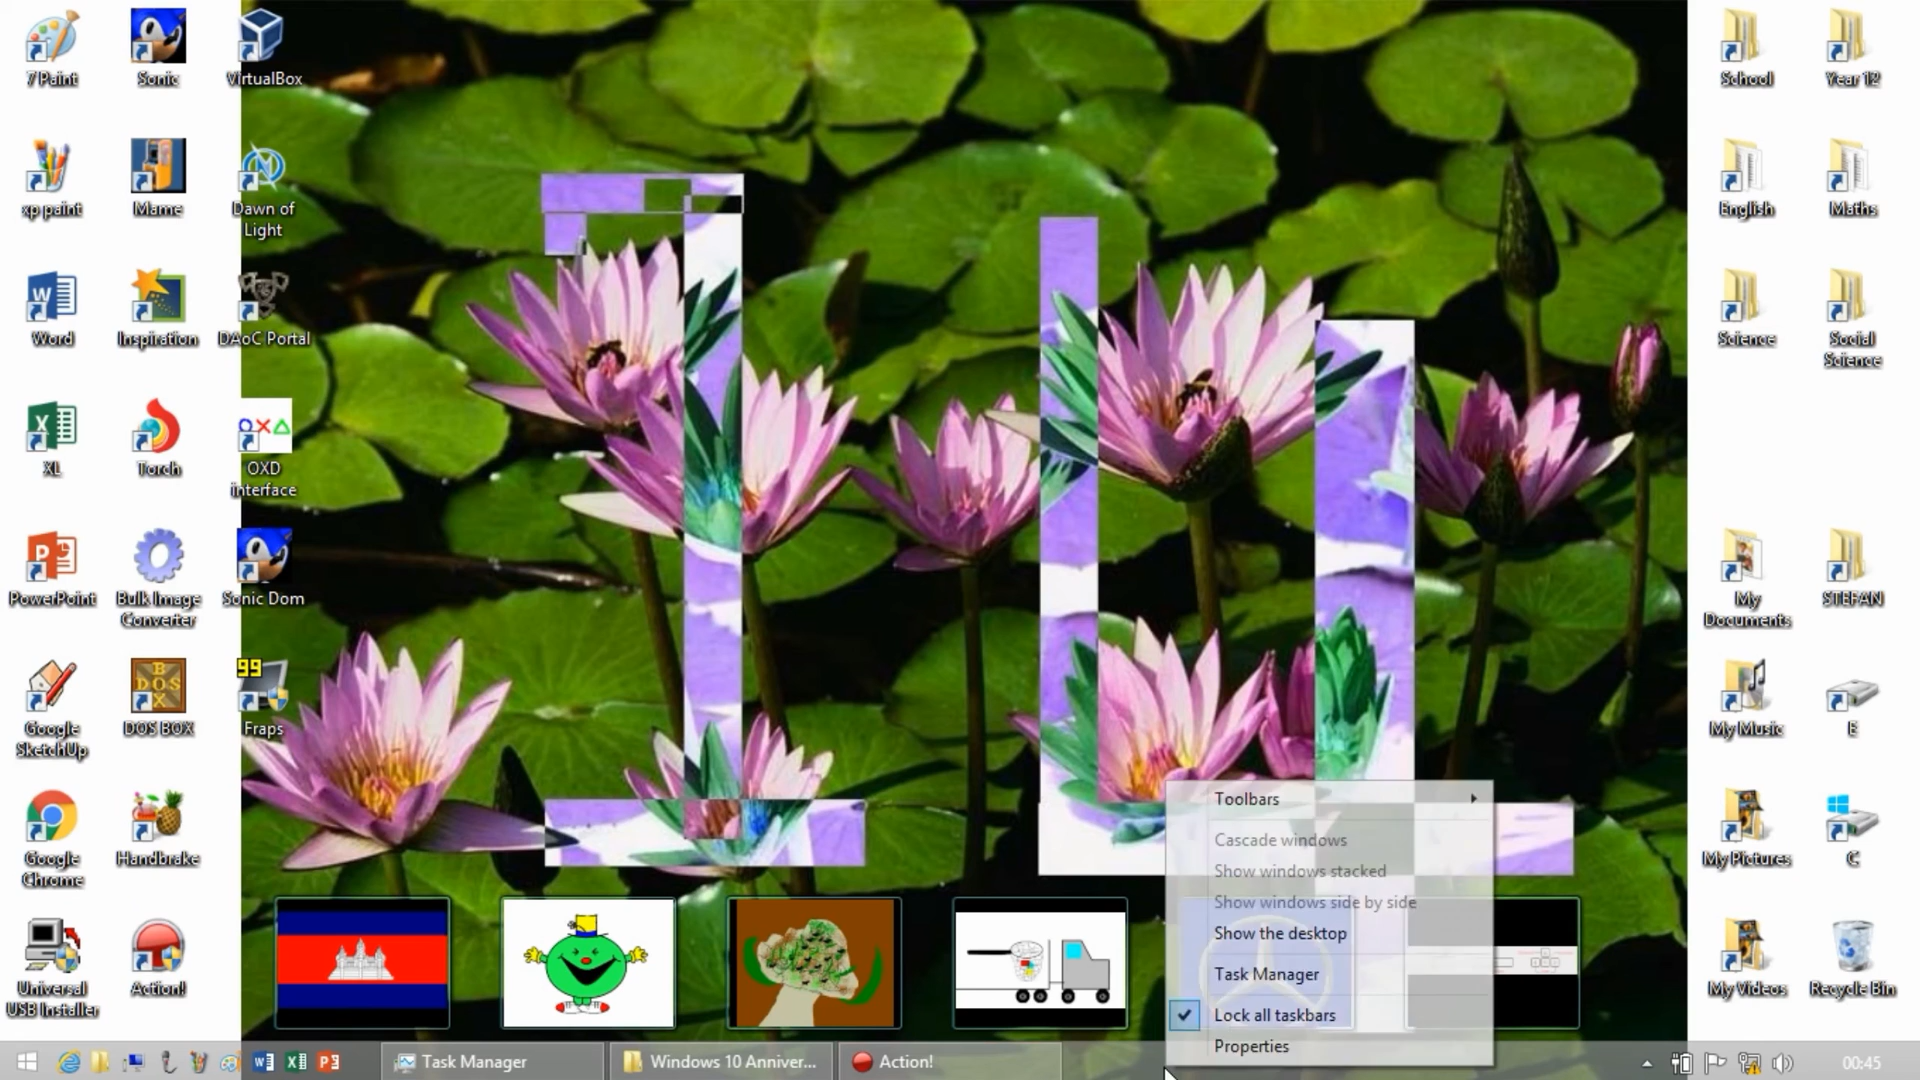 7 Paint
Sonic
VirtualBox
xp paint
Mame
Dawn of
Light
Word
Inspiration
DAoC Portal
XL
Torch
OXD
interface
PowerPoint
Bulk Image
Converter
Sonic Dom
Google
SketchUp
DOS BOX
99
Fraps
Google
Chrome
Handbrake
Universal
USB Installer
Action!
School
Year 12
English
Maths
Science
Social
Science
My
Documents
STEFAN
My Music
E
My Pictures
C
My Videos
Recycle Bin
Toolbars
Cascade windows
Show windows stacked
Show windows side by side
Show the desktop
Task Manager
Lock all taskbars
Properties
Task Manager
Windows 10 Anniver...
Action!
00:45